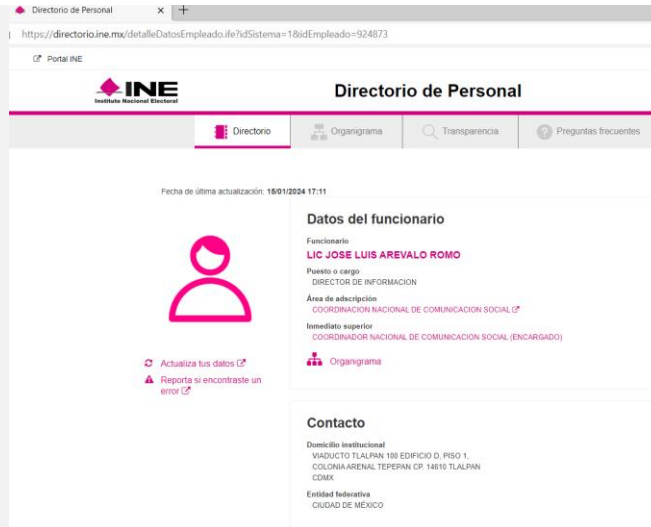 Directorio de Personal
https://directorio.ine.mx/detalleDatosEmpleado.ife?idSistema=1&idEmpleado=924873
Portal INE
INE
Instituto Nacional Electoral
Directorio de Personal
Directorio
Organigrama
Transparencia
Preguntas frecuentes
Fecha de última actualización: 15/01/2024 17:11
Datos del funcionario
Funcionario
LIC JOSE LUIS AREVALO ROMO
Puesto o cargo
DIRECTOR DE INFORMACION
Área de adscripción
COORDINACION NACIONAL DE COMUNICACION SOCIAL
Inmediato superior
COORDINADOR NACIONAL DE COMUNICACION SOCIAL (ENCARGADO)
Organigrama
Actualiza tus datos
Reporta si encontraste un
error
Contacto
Domicilio institucional
VIADUCTO TLALPAN 100 EDIFICIO D, PISO 1,
COLONIA ARENAL TEPEPAN CP. 14610 TLALPAN
CDMX
Entidad federativa
CIUDAD DE MÉXICO